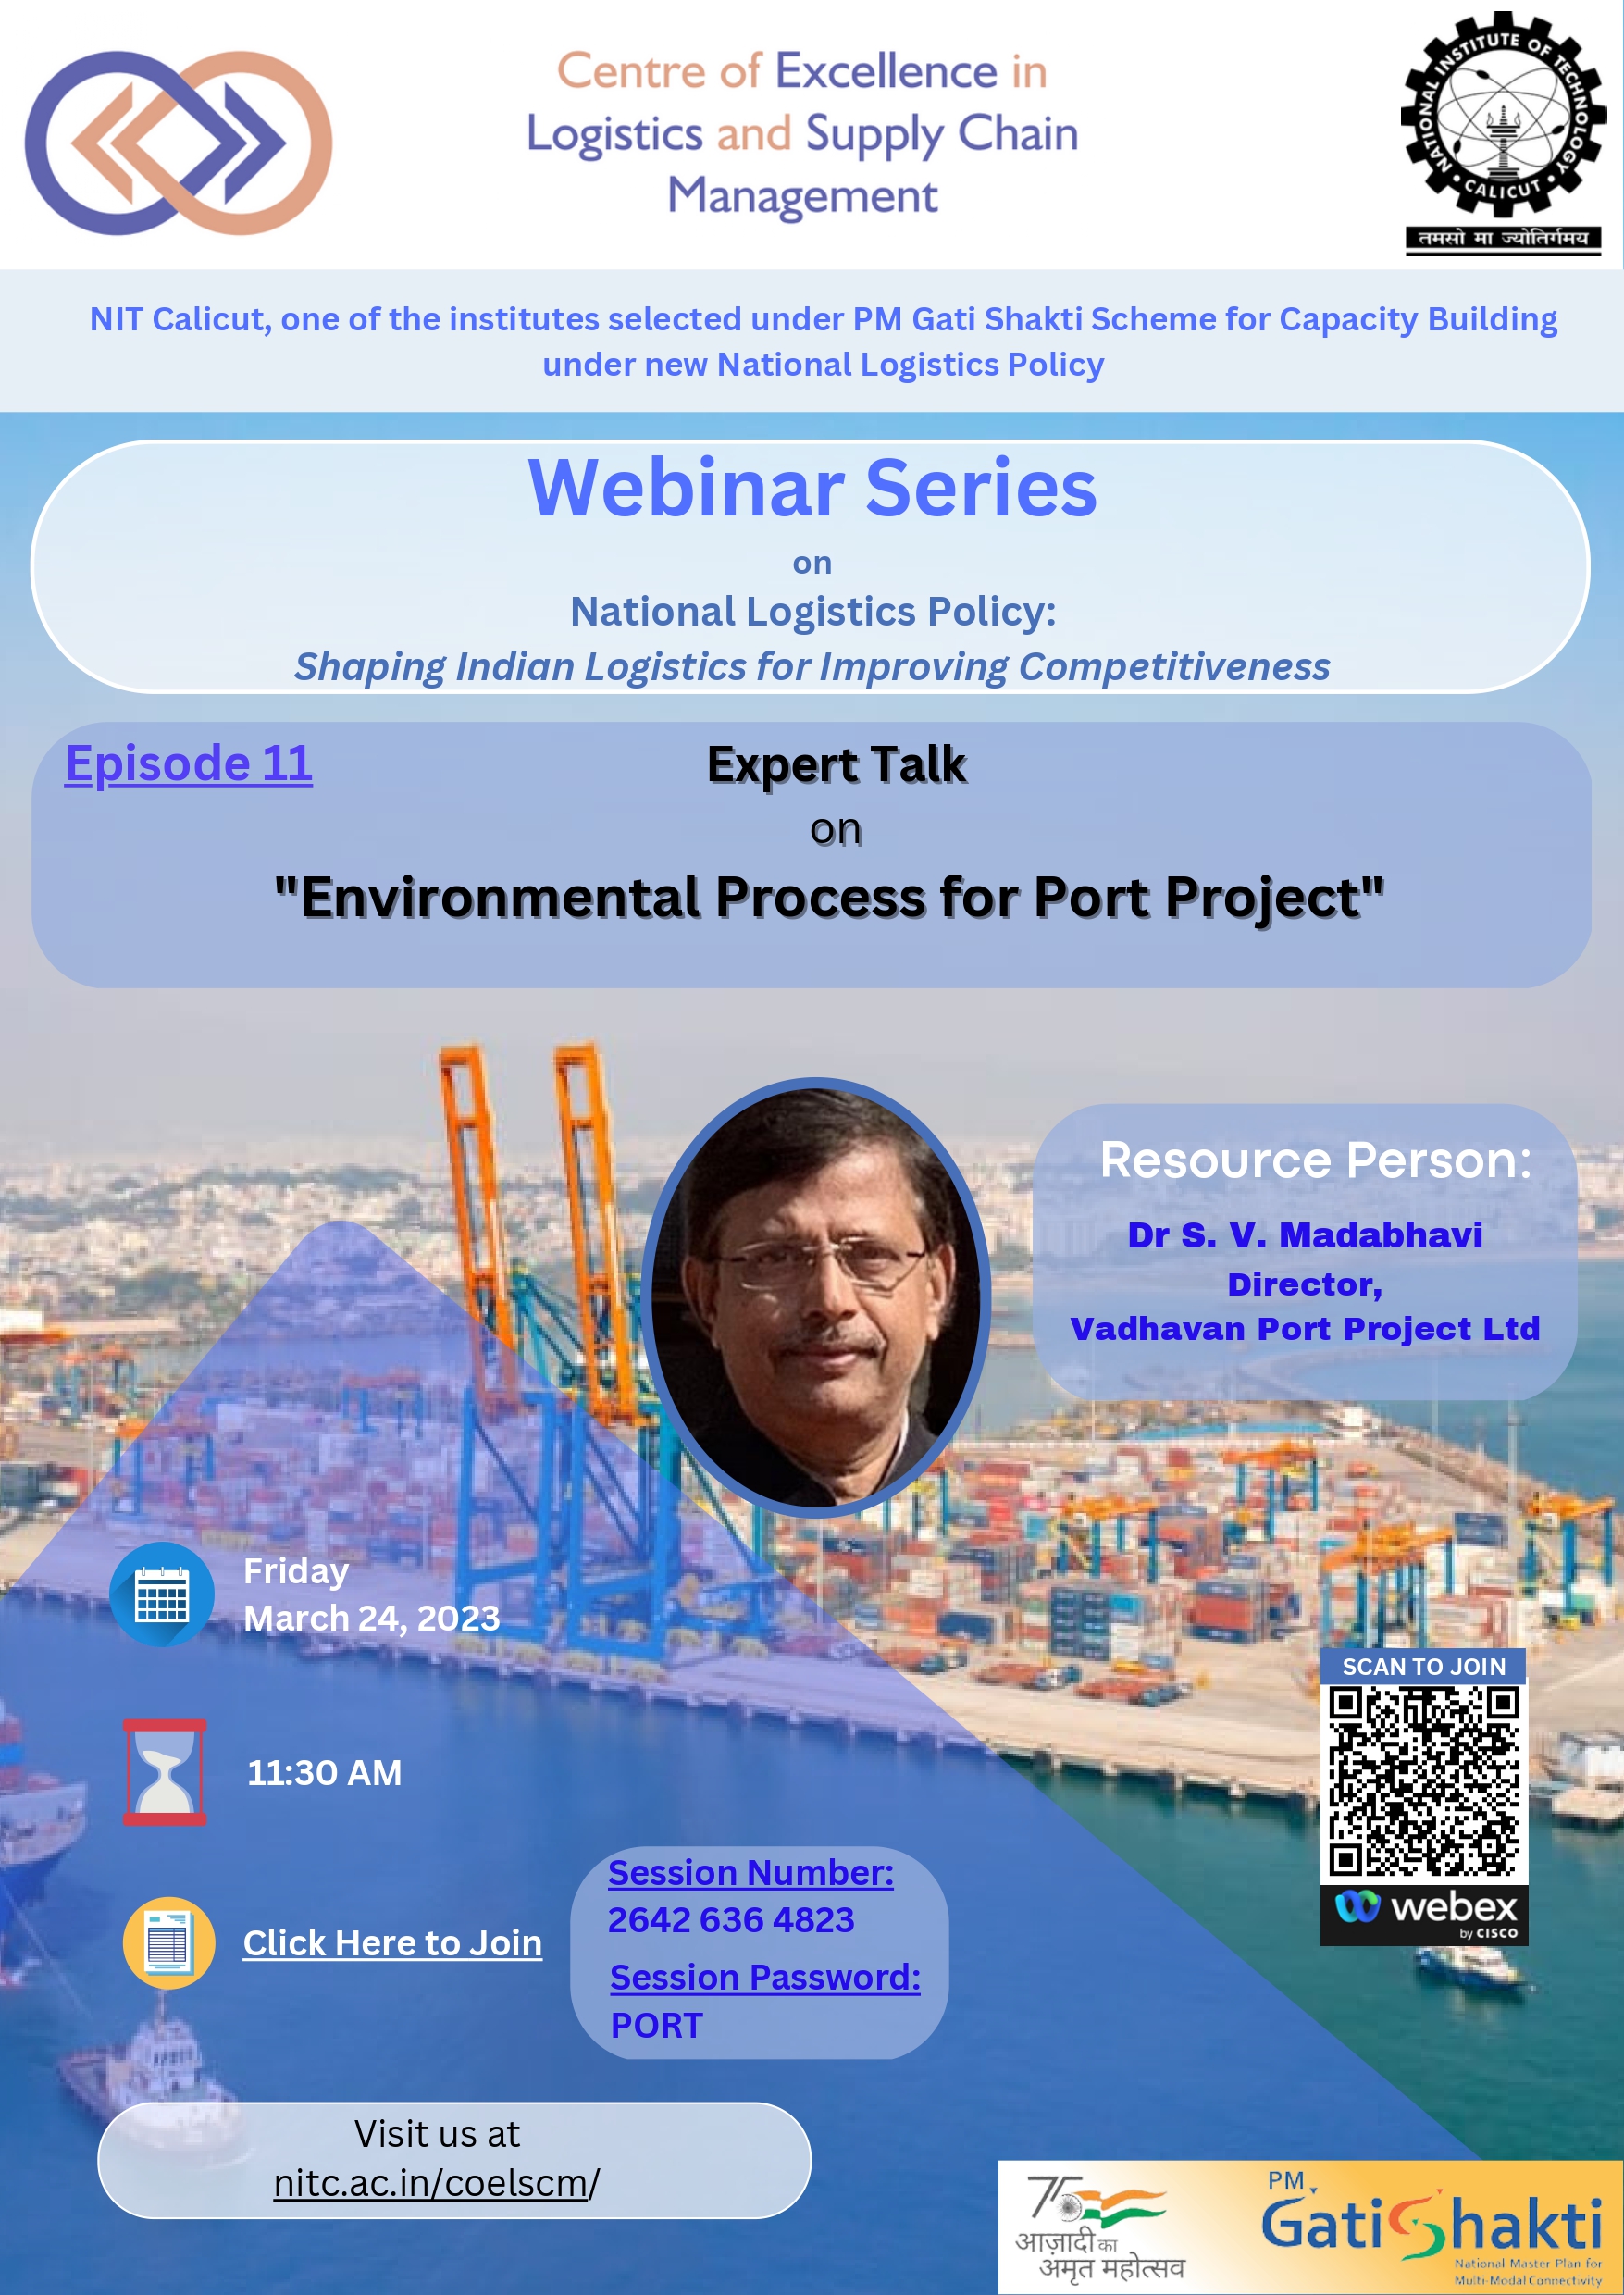 Centre of Excellence in
Logistics and Supply Chain
Management
NATIONAL INSTITUTE OF TECHNOLOGY
• CALICUT •
तमसो मा ज्योतिर्गमय
NIT Calicut, one of the institutes selected under PM Gati Shakti Scheme for Capacity Building
under new National Logistics Policy
Webinar Series
on
National Logistics Policy:
Shaping Indian Logistics for Improving Competitiveness
Episode 11
Expert Talk
on
"Environmental Process for Port Project"
Resource Person:
Dr S. V. Madabhavi
Director,
Vadhavan Port Project Ltd
Friday
March 24, 2023
11:30 AM
Click Here to Join
Session Number:
2642 636 4823
Session Password:
PORT
SCAN TO JOIN
webex
by CISCO
Visit us at
nitc.ac.in/coelscm/
75
आज़ादी का
अमृत महोत्सव
PM
GatiShakti
National Master Plan for
Multi-Modal Connectivity